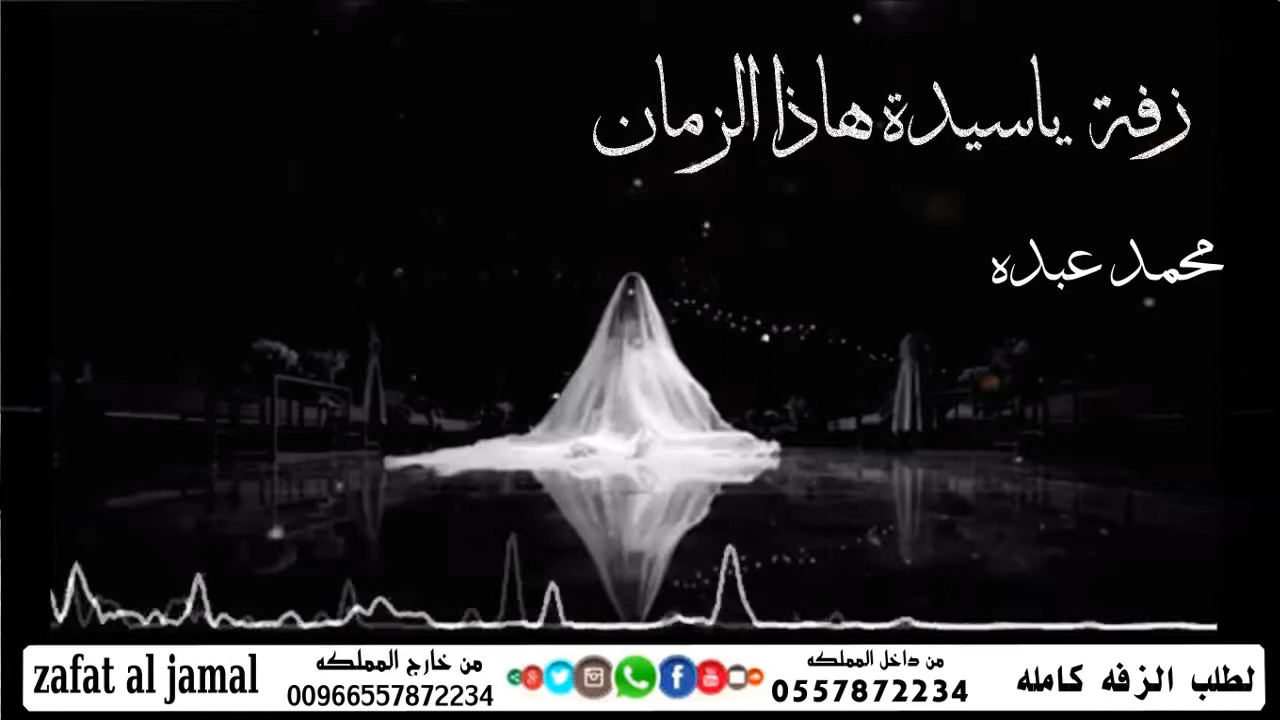 زفة ياسيدة هاذا الزمان
محمد عبده
لطلب الزفه كامله
من داخل المملكه
0557872234
من خارج المملكه
00966557872234
zafat al jamal